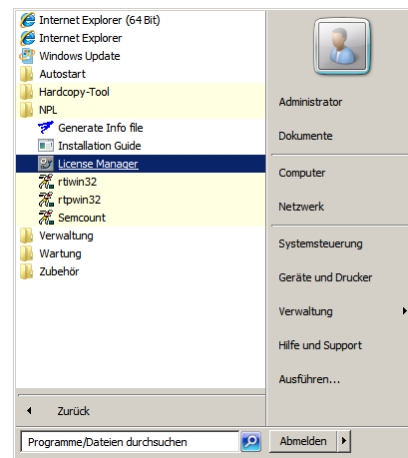 Internet Explorer (64 Bit)
Internet Explorer
Windows Update
Autostart
Hardcopy-Tool
NPL
Generate Info file
Installation Guide
License Manager
rtiwin32
rtpwin32
Semcount
Verwaltung
Wartung
Zubehör
Zurück
Programme/Dateien durchsuchen
Administrator
Dokumente
Computer
Netzwerk
Systemsteuerung
Geräte und Drucker
Verwaltung
Hilfe und Support
Ausführen...
Abmelden